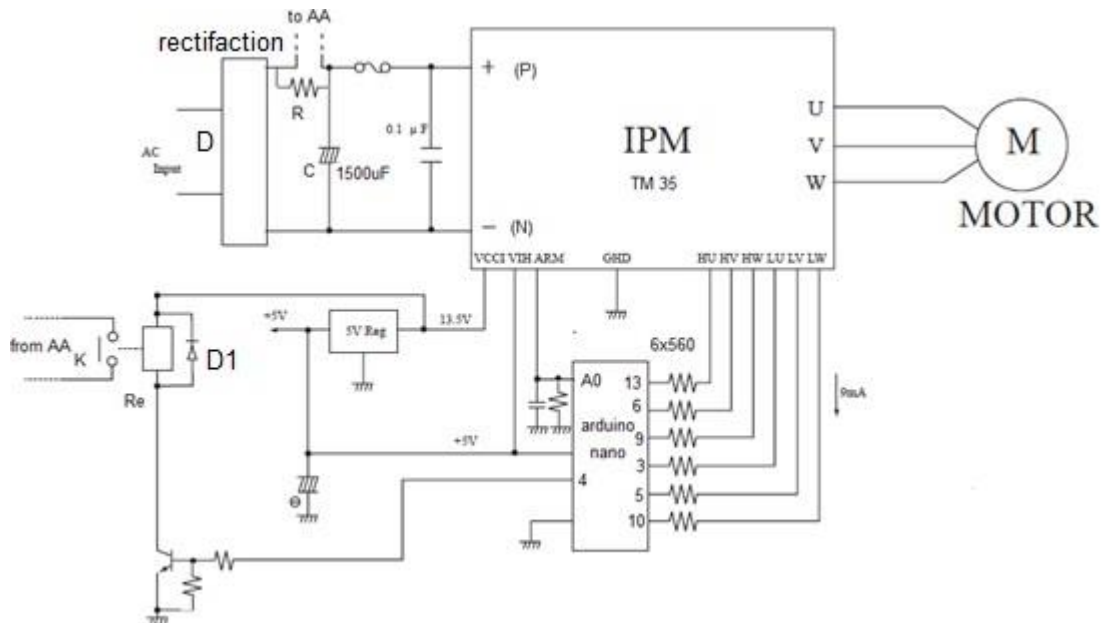 to AA
rectifaction
R
D
AC
Input
C
1500uF
0.1 μF
+ (P)
IPM
TM 35
− (N)
U
V
W
M
MOTOR
VCCI VIH ARM GHD HU HV HW LU LV LW
+5V
5V Reg
13.5V
from AA
K
D1
Re
6x560
A0
13
6
arduino
9
nano
3
4
5
10
+5V
9mA
⊖